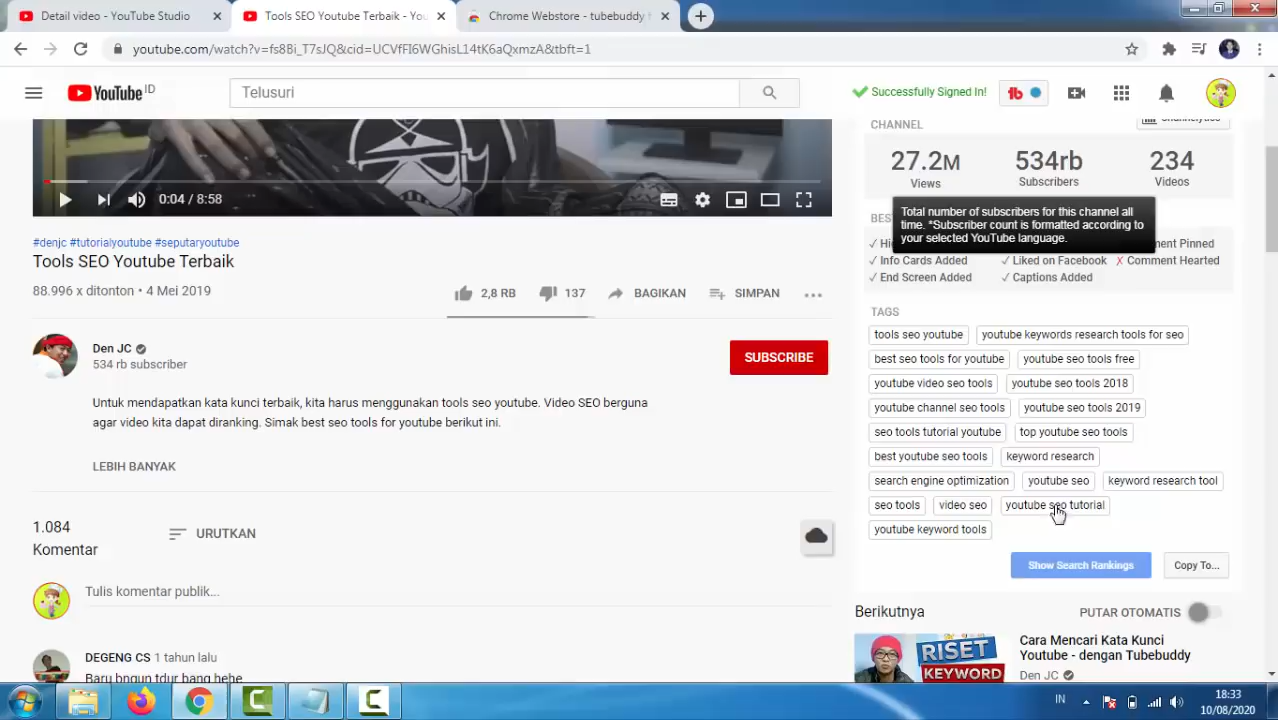 Detail video - YouTube Studio
Tools SEO Youtube Terbaik - You
Chrome Webstore - tubebuddy
youtube.com/watch?v=fs8Bi_T7sJQ&cid=UCVfFI6WGhisL14tK6aQxmzA&tbft=1
YouTube ID
Telusuri
Successfully Signed In!
CHANNEL
Channelytics
27.2M
534rb
234
Views
Subscribers
Videos
0:04 / 8:58
Total number of subscribers for this channel all
time. *Subscriber count is formatted according to
your selected YouTube language.
#denjc #tutorialyoutube #seputaryoutube
Tools SEO Youtube Terbaik
88.996 x ditonton • 4 Mei 2019
2,8 RB
137
BAGIKAN
SIMPAN
Den JC
534 rb subscriber
SUBSCRIBE
Untuk mendapatkan kata kunci terbaik, kita harus menggunakan tools seo youtube. Video SEO berguna
agar video kita dapat diranking. Simak best seo tools for youtube berikut ini.
LEBIH BANYAK
1.084
Komentar
URUTKAN
Tulis komentar publik...
DEGENG CS 1 tahun lalu
✓ Info Cards Added ✓ Liked on Facebook ✗ Comment Hearted
✓ End Screen Added ✓ Captions Added
Pinned
TAGS
tools seo youtube youtube keywords research tools for seo
best seo tools for youtube youtube seo tools free
youtube video seo tools youtube seo tools 2018
youtube channel seo tools youtube seo tools 2019
seo tools tutorial youtube top youtube seo tools
best youtube seo tools keyword research
search engine optimization youtube seo keyword research tool
seo tools video seo youtube seo tutorial
youtube keyword tools
Show Search Rankings
Copy To...
Berikutnya
PUTAR OTOMATIS
RISET
KEYWORD
Cara Mencari Kata Kunci
Youtube - dengan Tubebuddy
Den JC
IN
18:33
10/08/2020